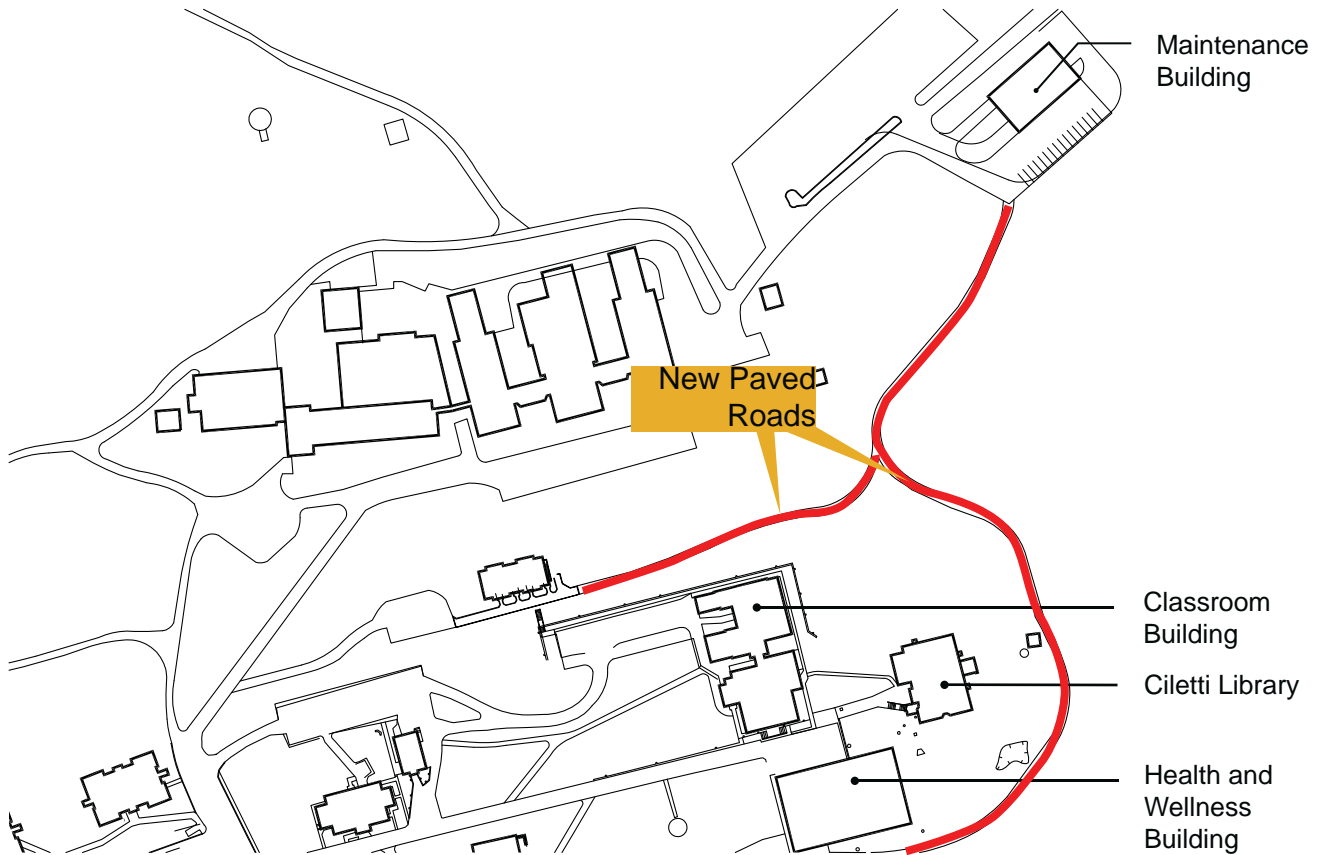 Maintenance
Building
New Paved
Roads
Classroom
Building
Ciletti Library
Health and
Wellness
Building